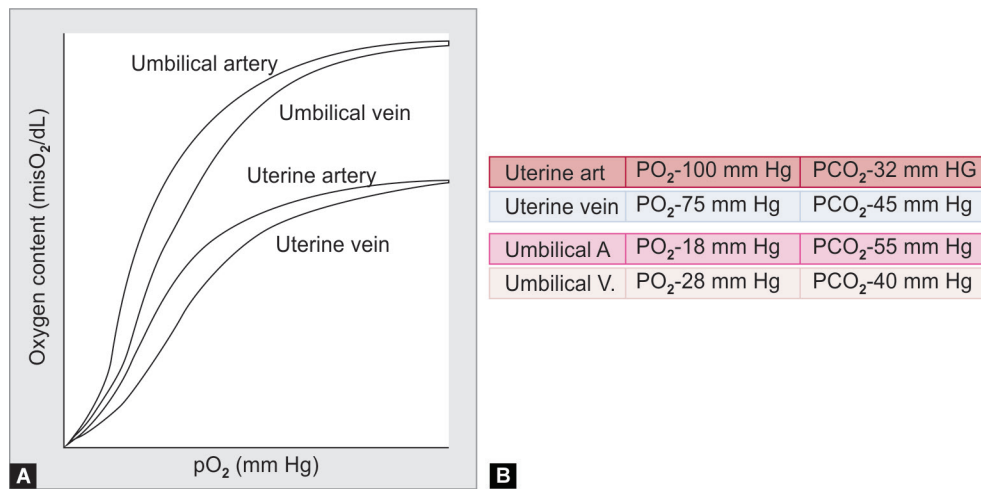 Umbilical artery
Umbilical vein
Uterine artery
Uterine vein
Oxygen content (misO₂/dL)
pO₂ (mm Hg)
A
Uterine art PO₂-100 mm Hg PCO₂-32 mm HG
Uterine vein PO₂-75 mm Hg PCO₂-45 mm Hg
Umbilical A PO₂-18 mm Hg PCO₂-55 mm Hg
Umbilical V. PO₂-28 mm Hg PCO₂-40 mm Hg
B